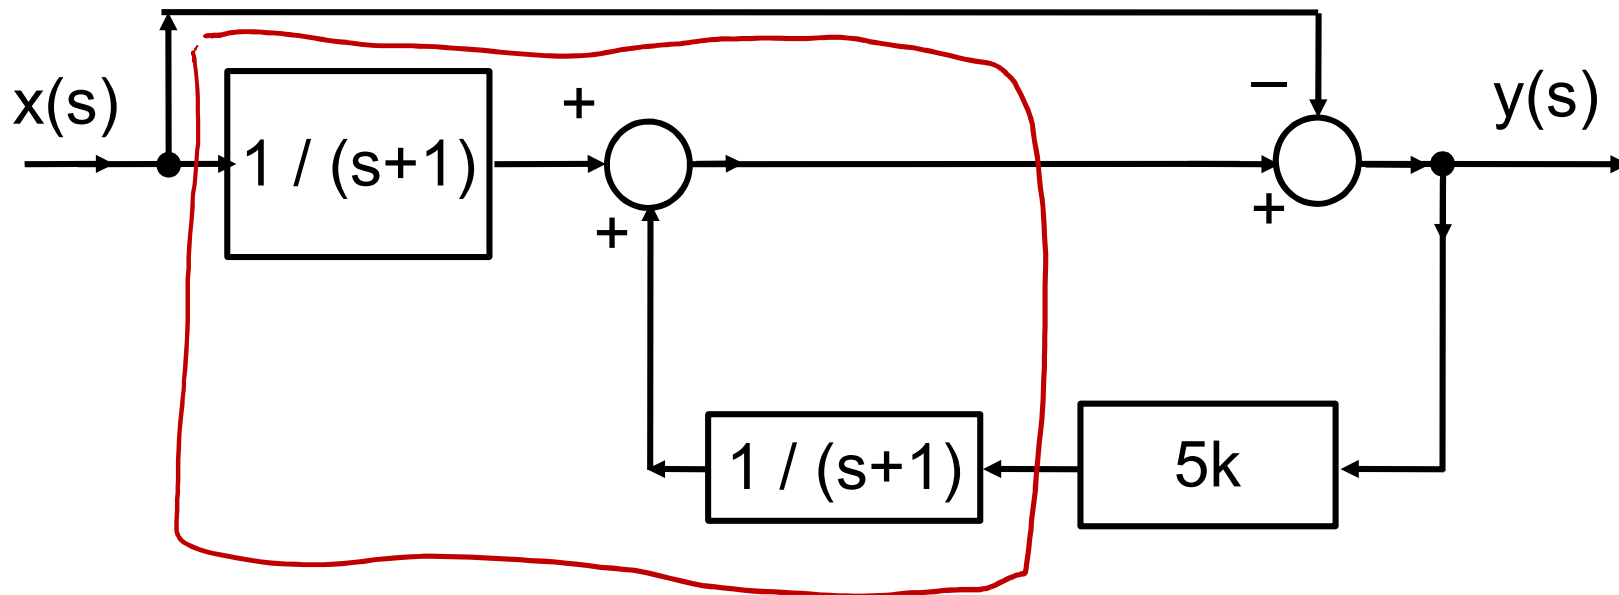 x(s)
1 / (s+1)
+
+
−
+
y(s)
1 / (s+1)
5k